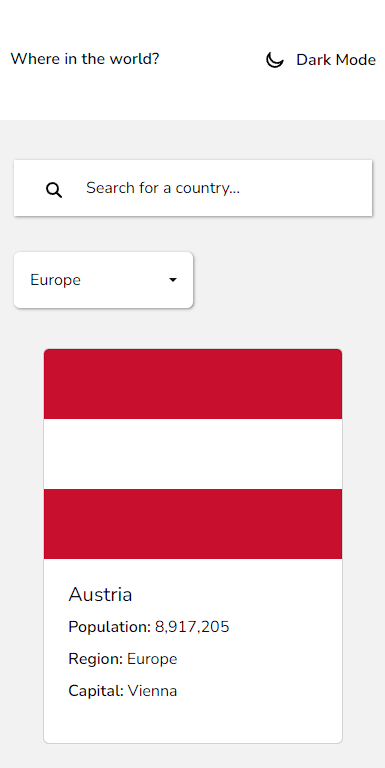 Where in the world?
Dark Mode
Search for a country...
Europe
Austria
Population: 8,917,205
Region: Europe
Capital: Vienna